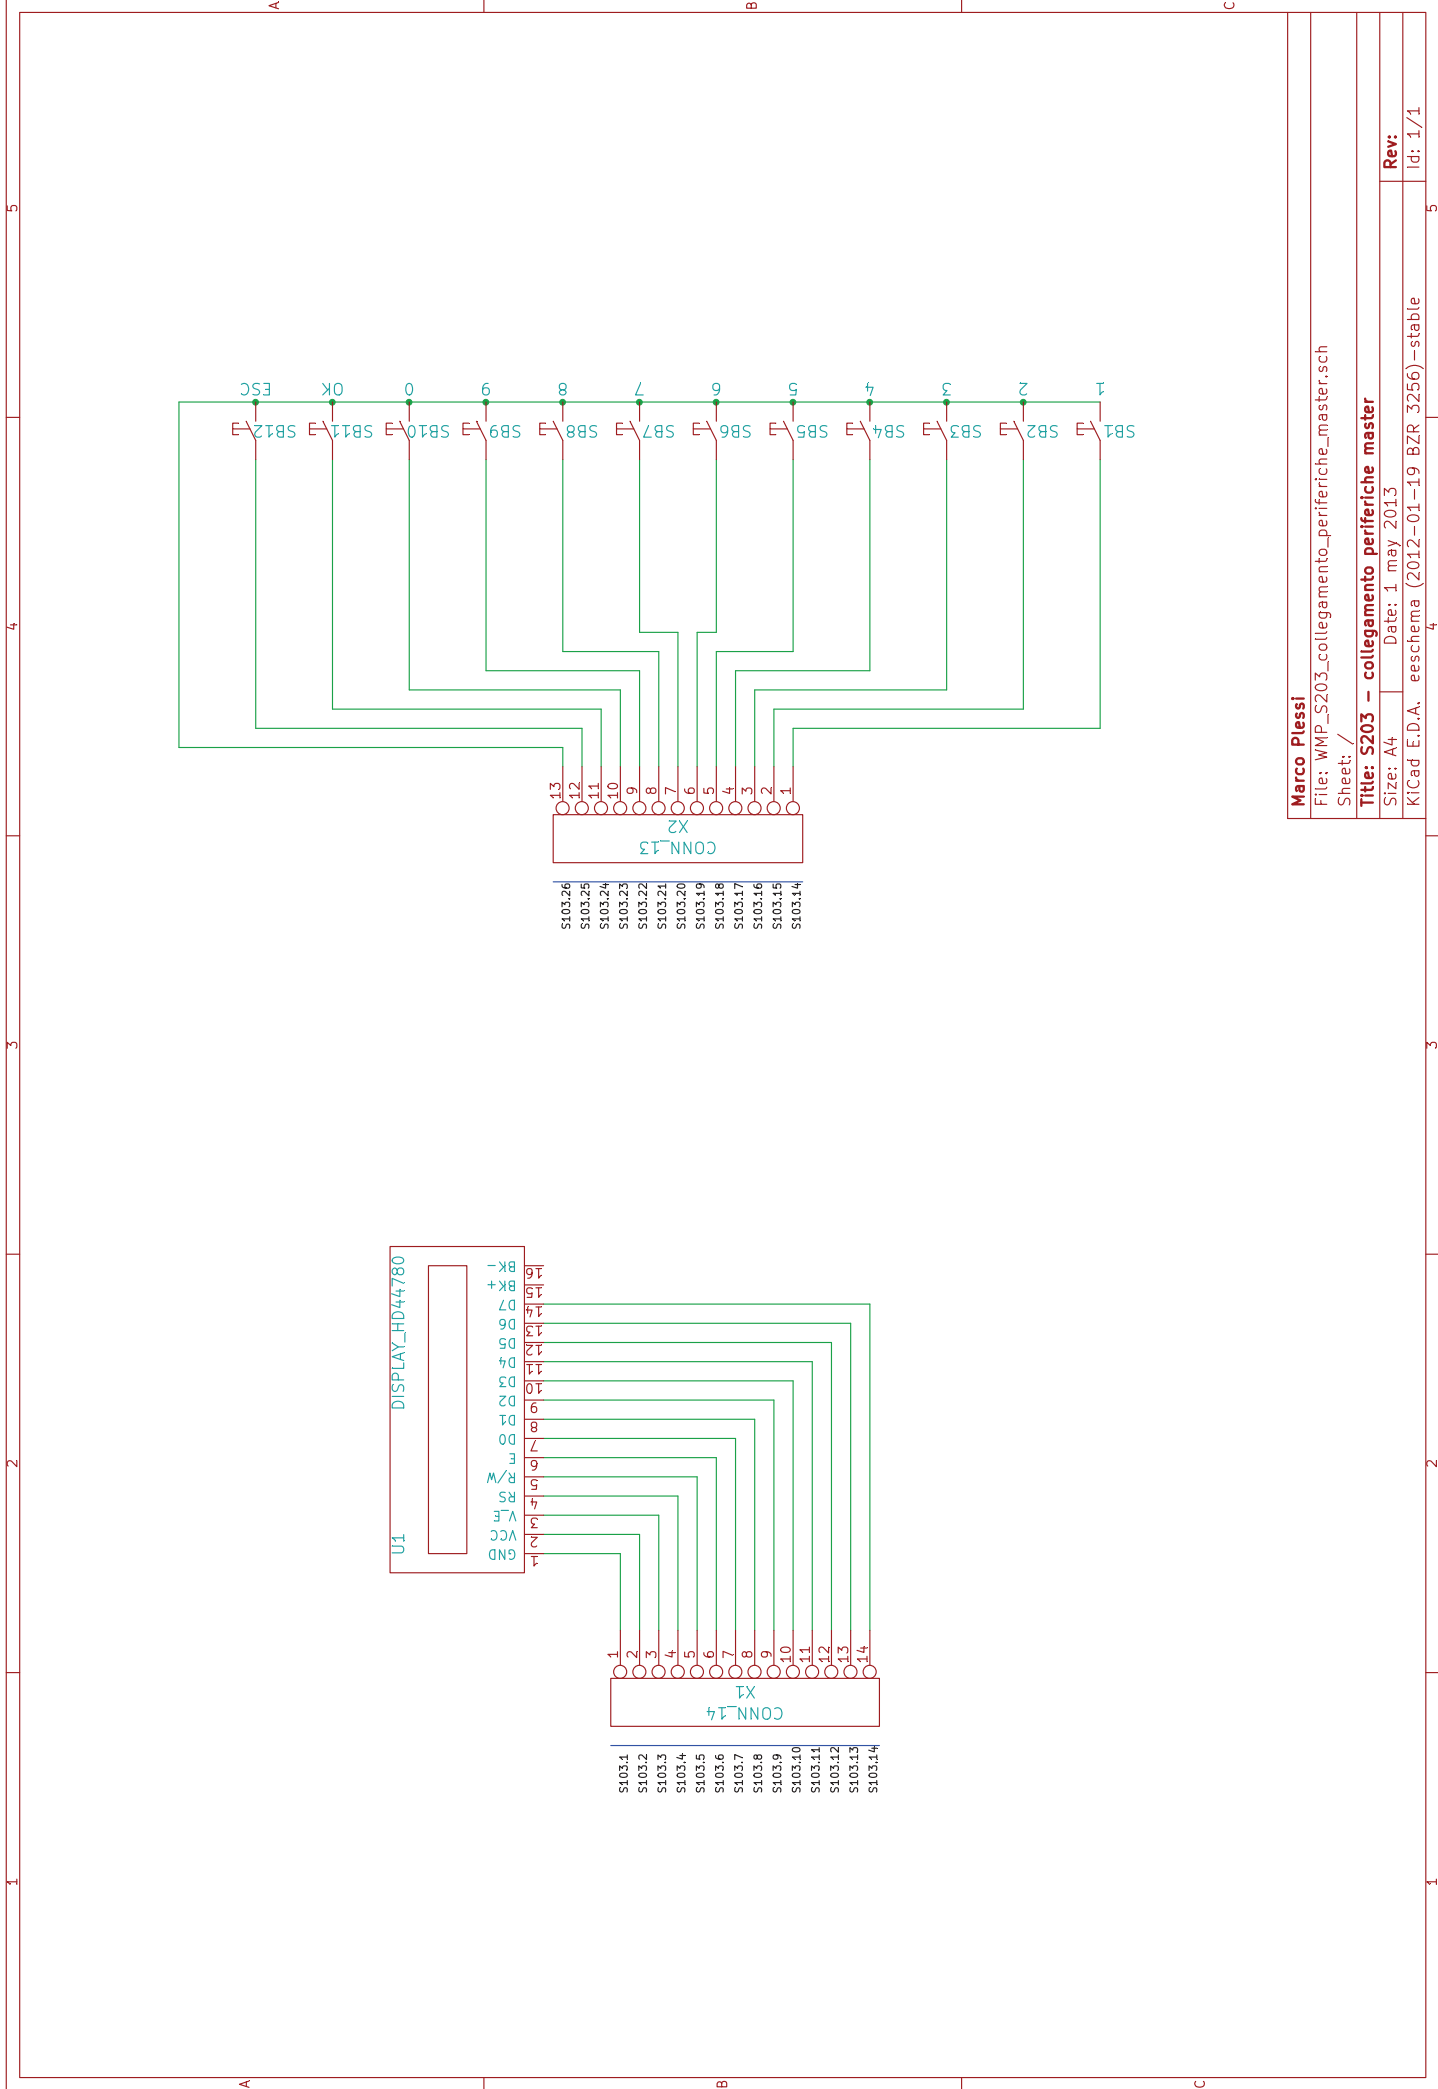 A
B
C
5
4
3
2
1
ESC
OK
0
9
8
7
6
5
4
3
2
1
SB12
SB11
SB10
SB9
SB8
SB7
SB6
SB5
SB4
SB3
SB2
SB1
13
12
11
10
9
8
7
6
5
4
3
2
1
X2
CONN_13
S103.26
S103.25
S103.24
S103.23
S103.22
S103.21
S103.20
S103.19
S103.18
S103.17
S103.16
S103.15
S103.14
DISPLAY_HD44780
U1
BK- 16
BK+ 15
D7 14
D6 13
D5 12
D4 11
D3 10
D2 9
D1 8
D0 7
E 6
R/W 5
RS 4
V_E 3
VCC 2
GND 1
1
2
3
4
5
6
7
8
9
10
11
12
13
14
X1
CONN_14
S103.1
S103.2
S103.3
S103.4
S103.5
S103.6
S103.7
S103.8
S103.9
S103.10
S103.11
S103.12
S103.13
S103.14
Marco Plessi
File: WMP_S203_collegamento_periferiche_master.sch
Sheet: /
Title: S203 - collegamento periferiche master
Size: A4 Date: 1 may 2013 Rev:
KiCad E.D.A. eeschema (2012-01-19 BZR 3256)-stable Id: 1/1
5
4
3
2
1
A
B
C